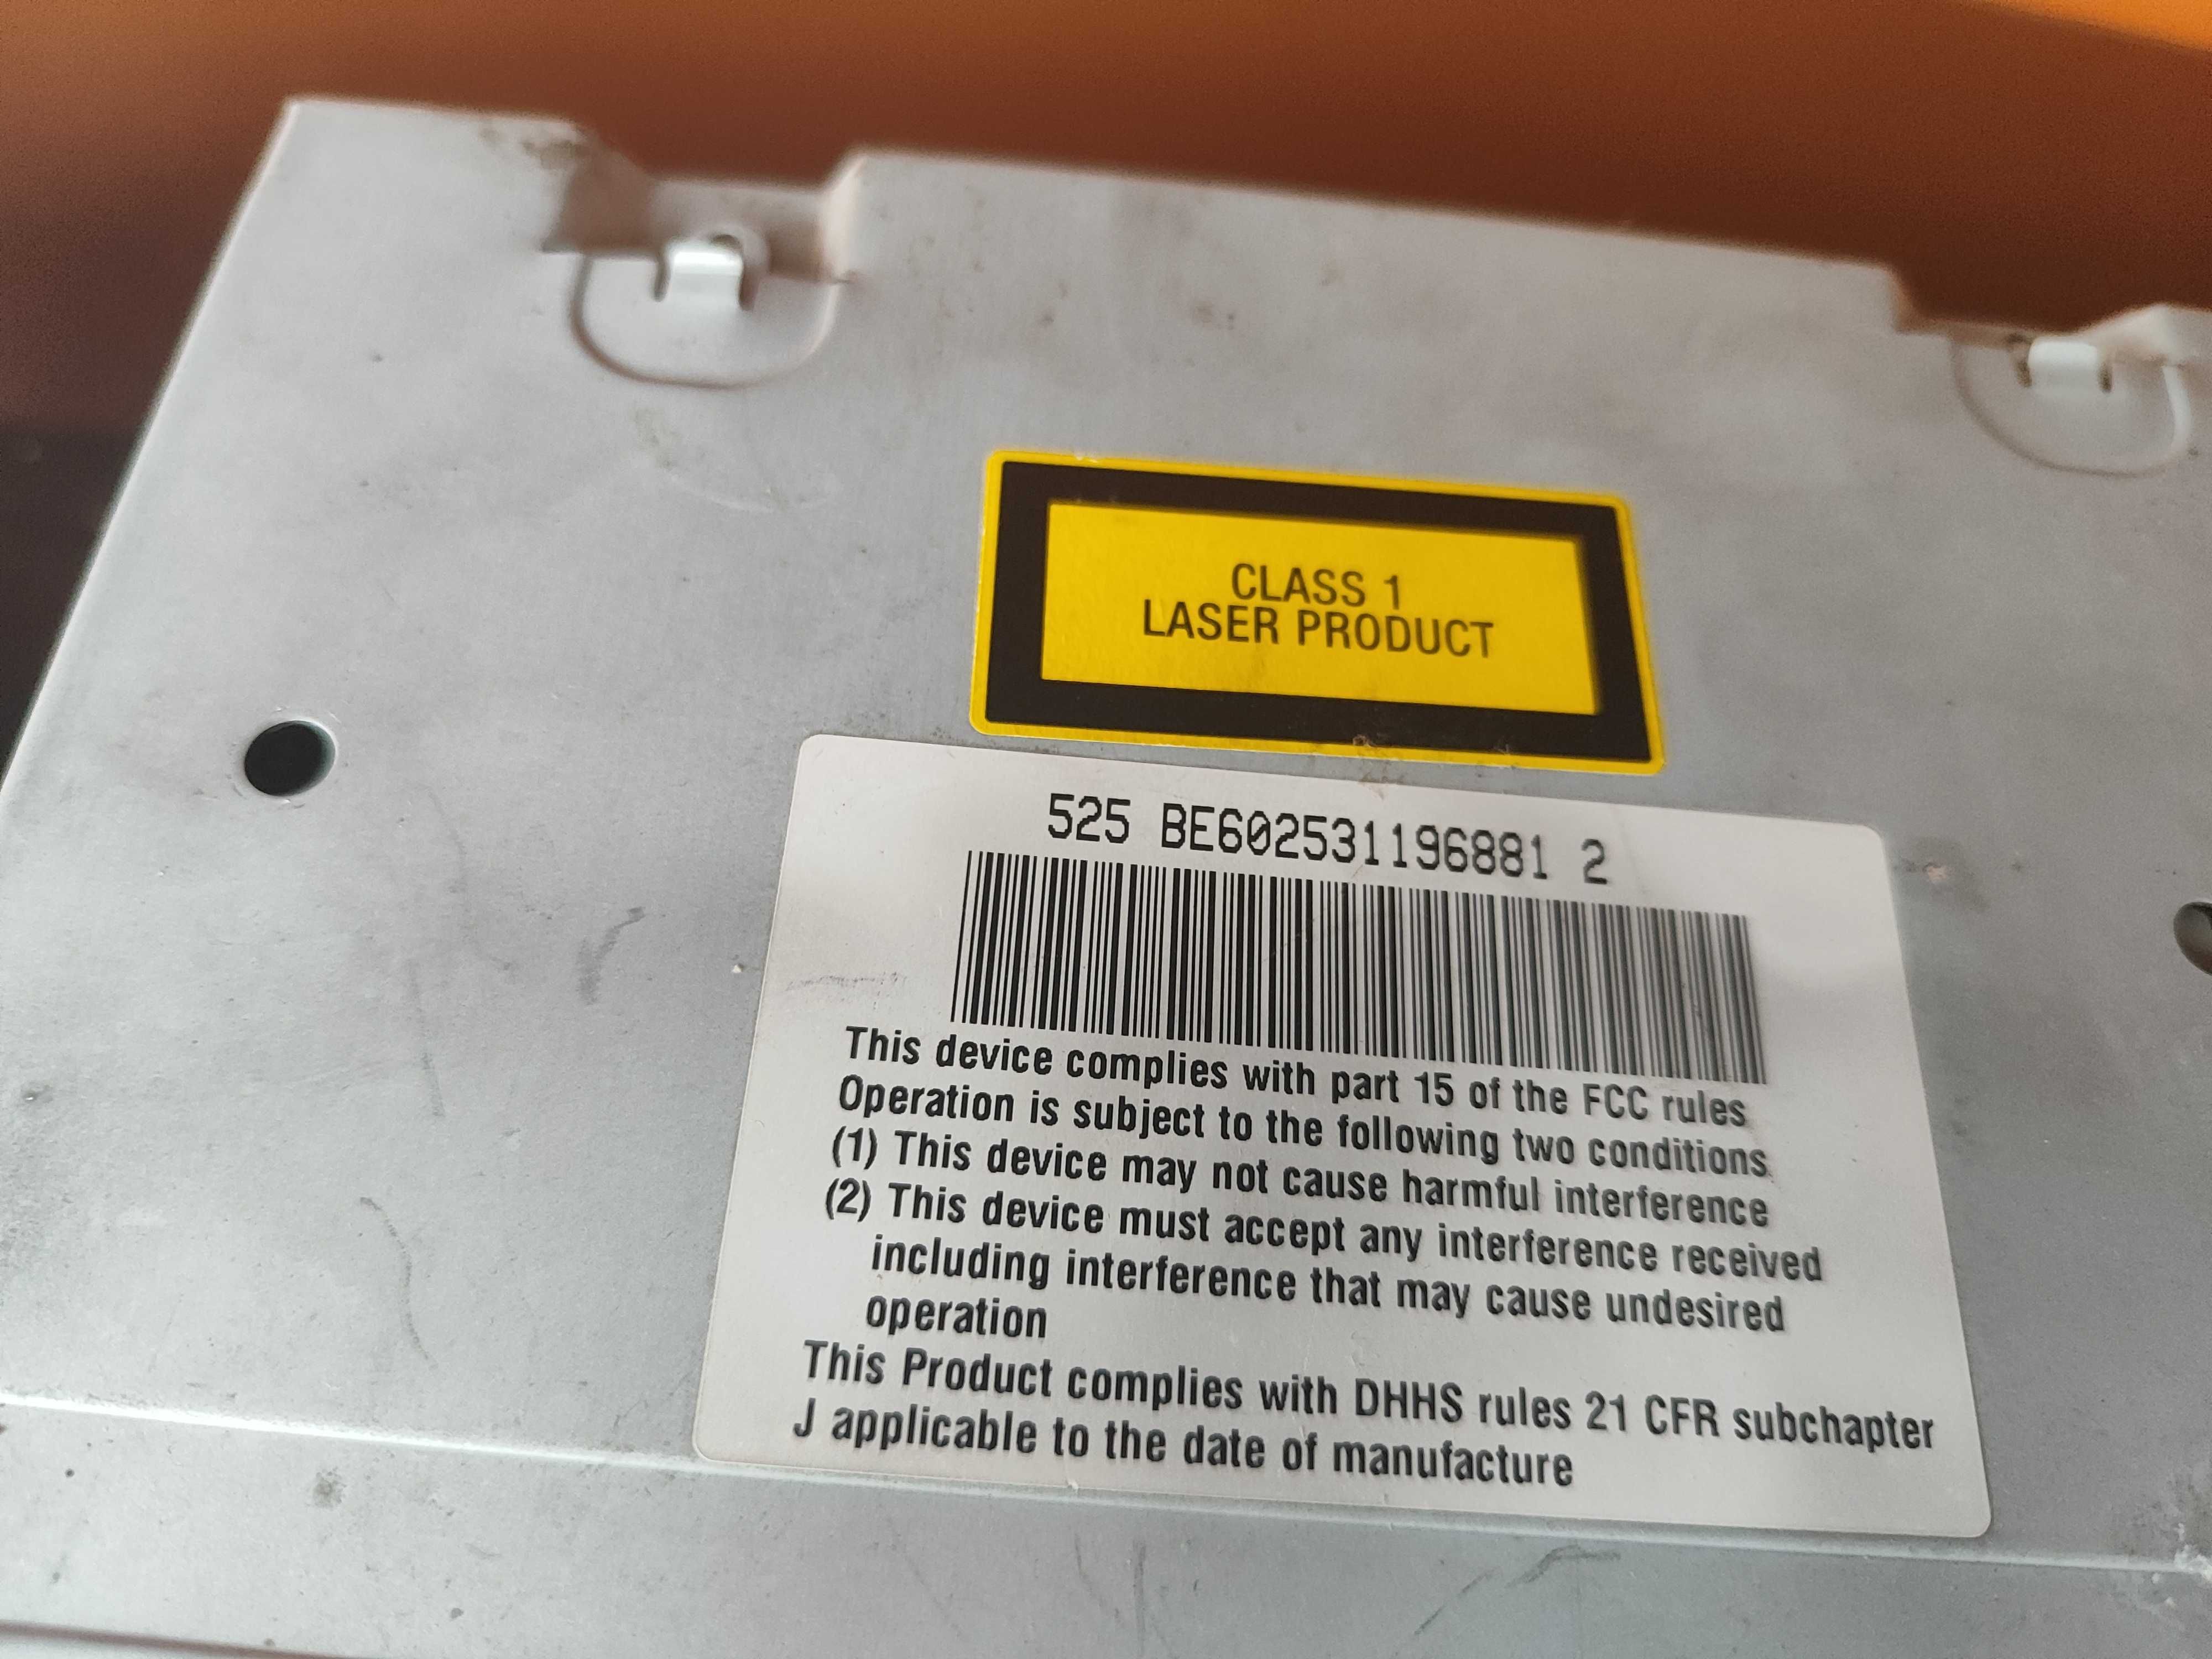 CLASS 1
LASER PRODUCT
525 BE602531196881 2
This device complies with part 15 of the FCC rules
Operation is subject to the following two conditions
(1) This device may not cause harmful interference
(2) This device must accept any interference received
including interference that may cause undesired
operation
This Product complies with DHHS rules 21 CFR subchapter
J applicable to the date of manufacture